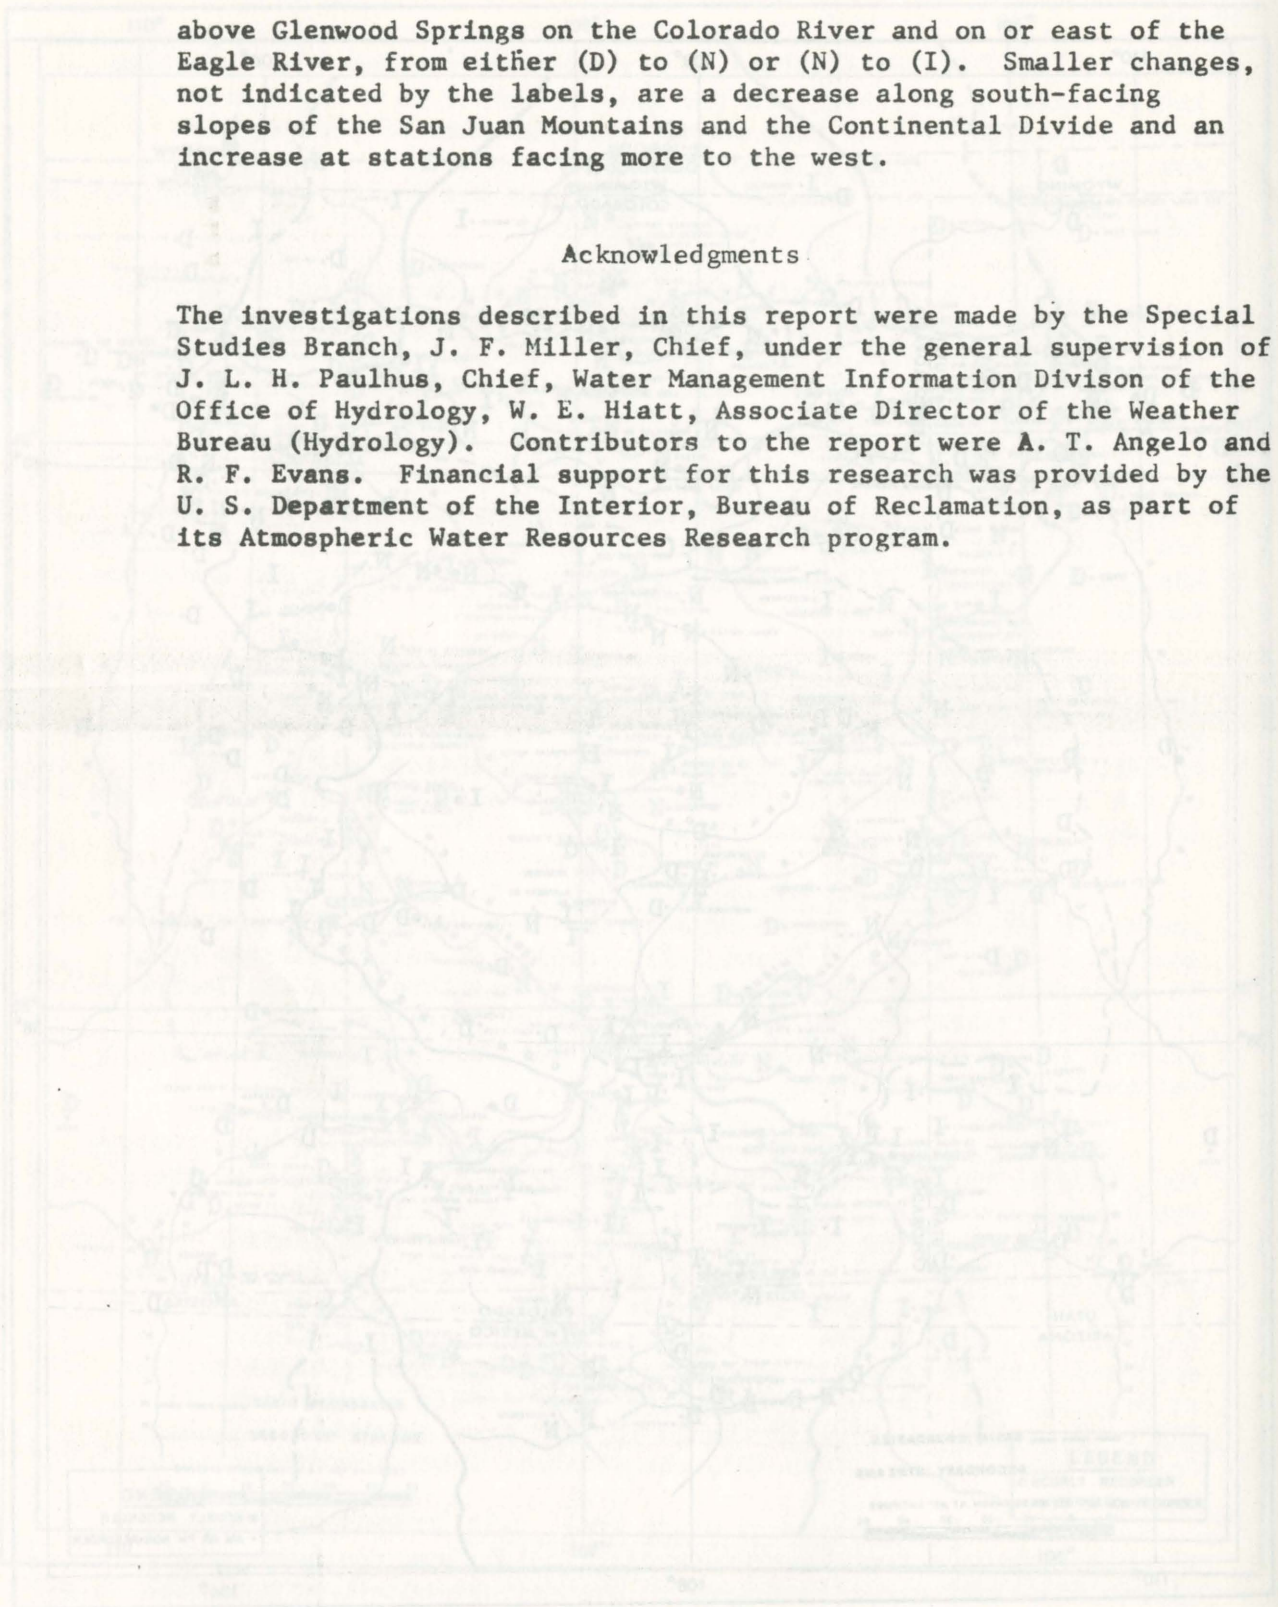 above Glenwood Springs on the Colorado River and on or east of the
Eagle River, from either (D) to (N) or (N) to (I).  Smaller changes,
not indicated by the labels, are a decrease along south-facing
slopes of the San Juan Mountains and the Continental Divide and an
increase at stations facing more to the west.
Acknowledgments
The investigations described in this report were made by the Special
Studies Branch, J. F. Miller, Chief, under the general supervision of
J. L. H. Paulhus, Chief, Water Management Information Divison of the
Office of Hydrology, W. E. Hiatt, Associate Director of the Weather
Bureau (Hydrology).  Contributors to the report were A. T. Angelo and
R. F. Evans.  Financial support for this research was provided by the
U. S. Department of the Interior, Bureau of Reclamation, as part of
its Atmospheric Water Resources Research program.